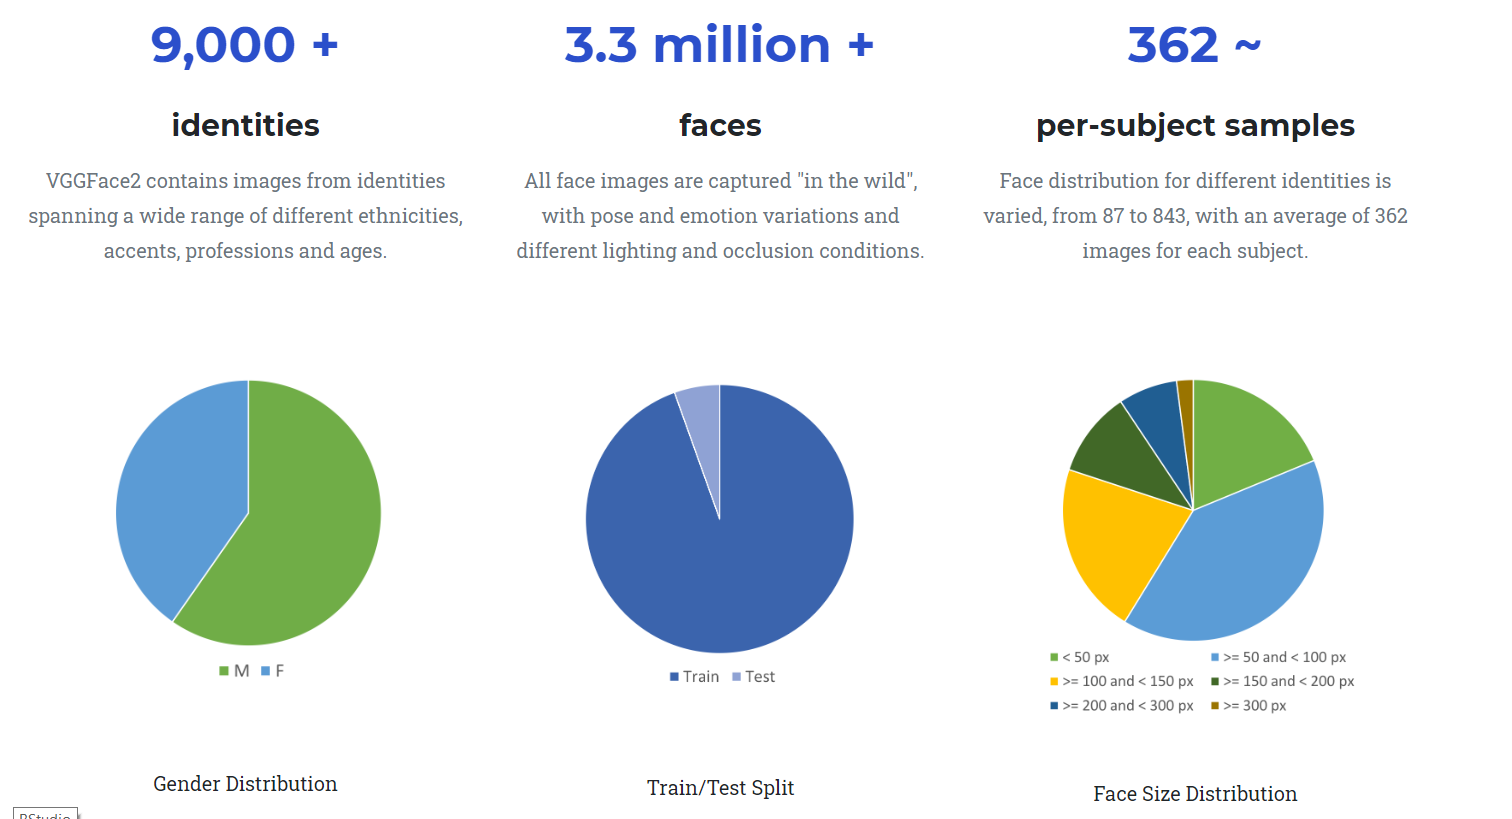 9,000 +
identities
VGGFace2 contains images from identities
spanning a wide range of different ethnicities,
accents, professions and ages.
3.3 million +
faces
All face images are captured "in the wild",
with pose and emotion variations and
different lighting and occlusion conditions.
362 ~
per-subject samples
Face distribution for different identities is
varied, from 87 to 843, with an average of 362
images for each subject.
M F
Gender Distribution
Train Test
Train/Test Split
< 50 px >= 50 and < 100 px
>= 100 and < 150 px >= 150 and < 200 px
>= 200 and < 300 px >= 300 px
Face Size Distribution
RStudio